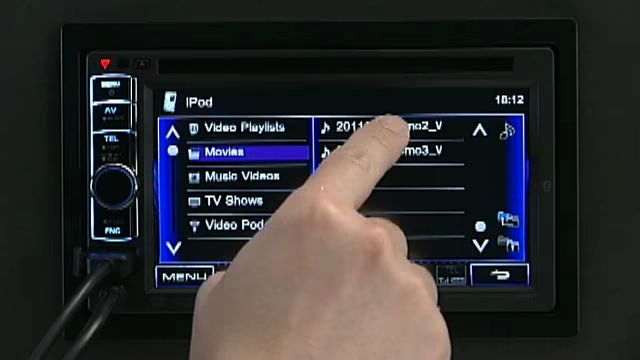 iPod
18:12
MENU
AV
TEL
FNC
Video Playlists
Movies
Music Videos
TV Shows
Video Pod
2011
mo2_V
mo3_V
MENU
TEL